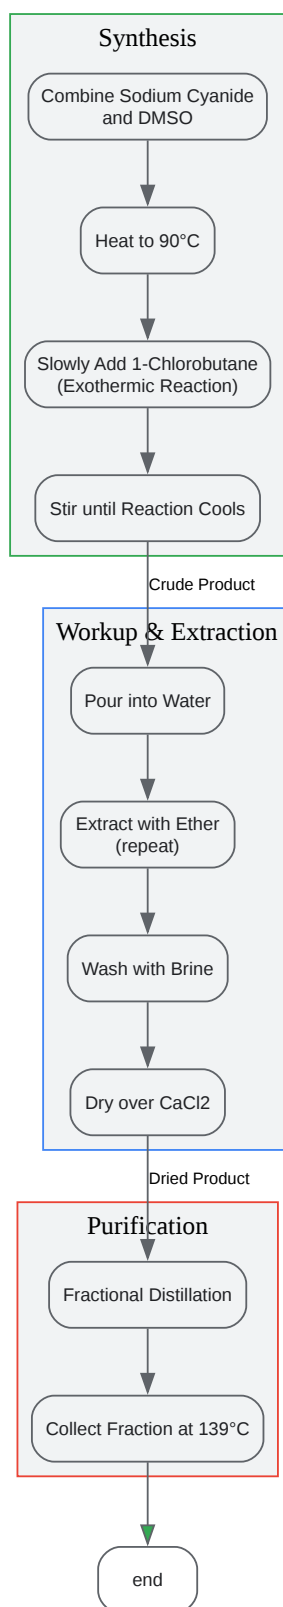 Synthesis
Combine Sodium Cyanide
and DMSO
Heat to 90°C
Slowly Add 1-Chlorobutane
(Exothermic Reaction)
Stir until Reaction Cools
Crude Product
Workup & Extraction
Pour into Water
Extract with Ether
(repeat)
Wash with Brine
Dry over CaCl2
Dried Product
Purification
Fractional Distillation
Collect Fraction at 139°C
end